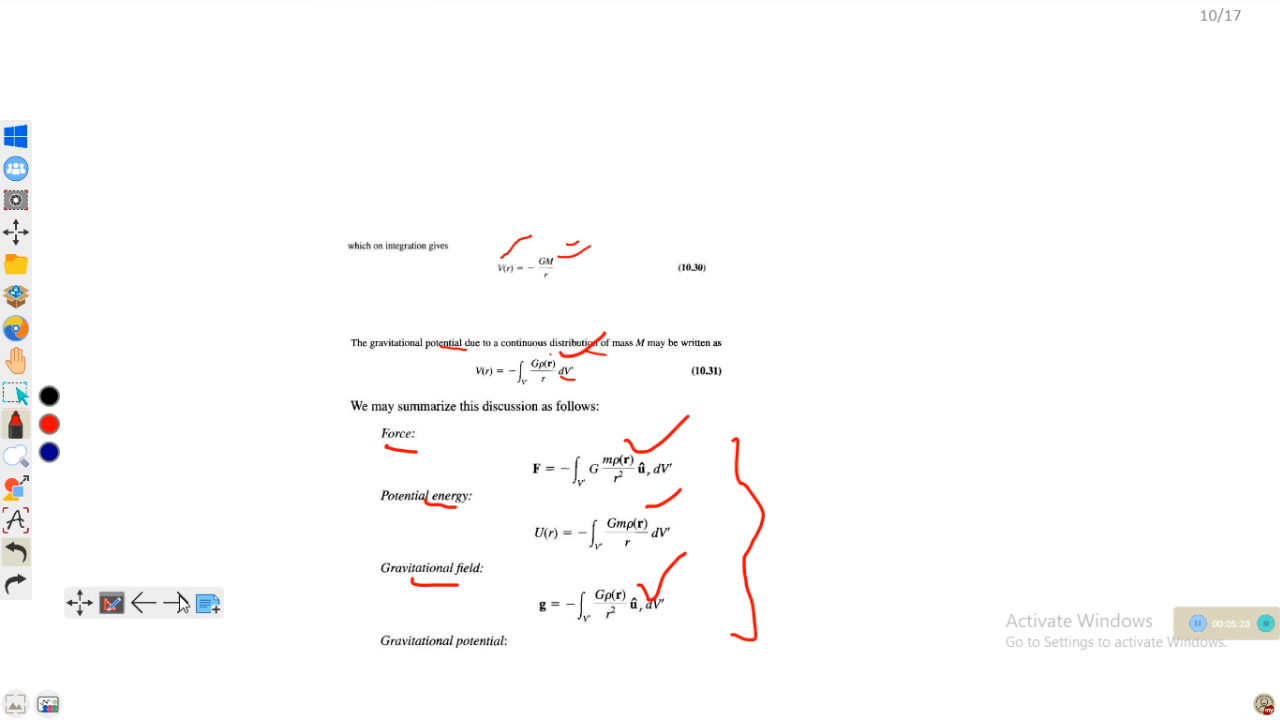 10/17
which on integration gives
V(r) = - GM/r (10.30)
The gravitational potential due to a continuous distribution of mass M may be written as
V(r) = -∫V' Gρ(r)/r dV' (10.31)
We may summarize this discussion as follows:
Force:
F = -∫V' G mρ(r)/r² ûr dV'
Potential energy:
U(r) = -∫V' Gmρ(r)/r dV'
Gravitational field:
g = -∫V' Gρ(r)/r² ûr dV'
Gravitational potential:
Activate Windows
Go to Settings to activate Windows.
00:05:28